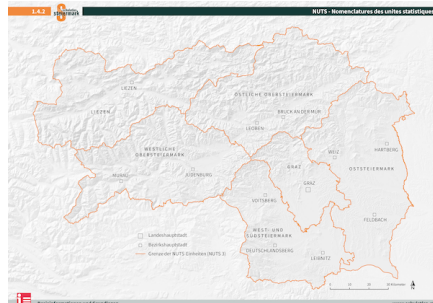 1.4.2
steiermark
NUTS - Nomenclatures des unites statistiques
LIEZEN
LIEZEN
ÖSTLICHE OBERSTEIERMARK
BRUCK AN DER MUR
LEOBEN
WESTLICHE
OBERSTEIERMARK
HARTBERG
GRAZ
WEIZ
OSTSTEIERMARK
MURAU
JUDENBURG
GRAZ
VOITSBERG
FELDBACH
WEST- UND
SÜDSTEIERMARK
DEUTSCHLANDSBERG
LEIBNITZ
Landeshauptstadt
Bezirkshauptstadt
Grenze der NUTS Einheiten (NUTS 3)